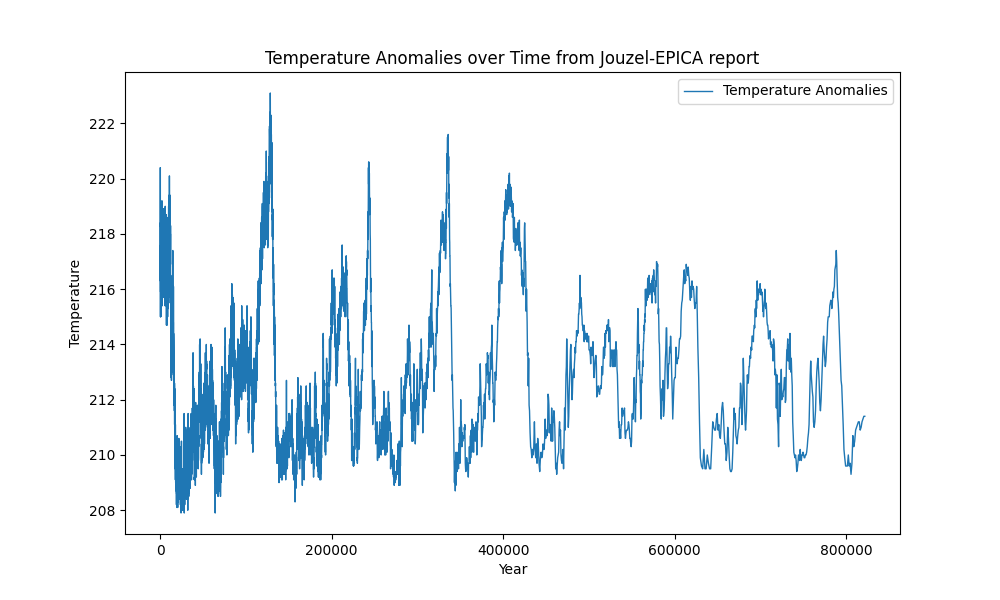 Temperature Anomalies over Time from Jouzel-EPICA report
Temperature Anomalies
222
220
218
216
214
212
210
208
Temperature
0 200000 400000 600000 800000
Year